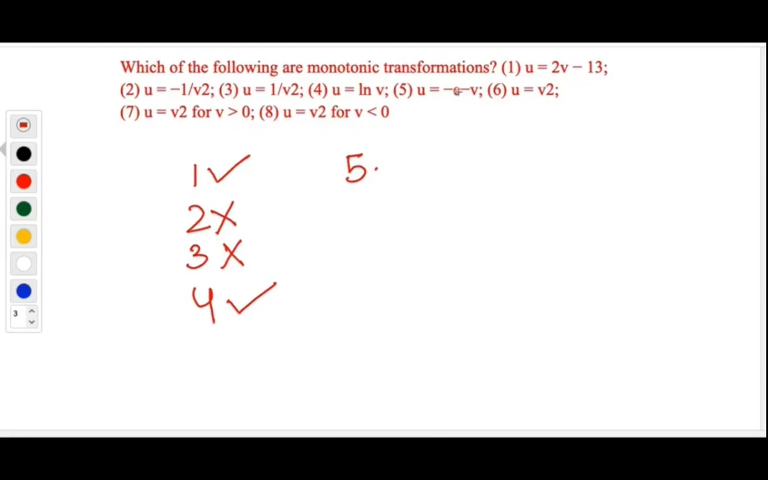 Which of the following are monotonic transformations? (1) u = 2v − 13;
(2) u = −1/v2; (3) u = 1/v2; (4) u = ln v; (5) u = −e−v; (6) u = v2;
(7) u = v2 for v > 0; (8) u = v2 for v < 0
1 ✓
2 X
3 X
4 ✓
5.
3